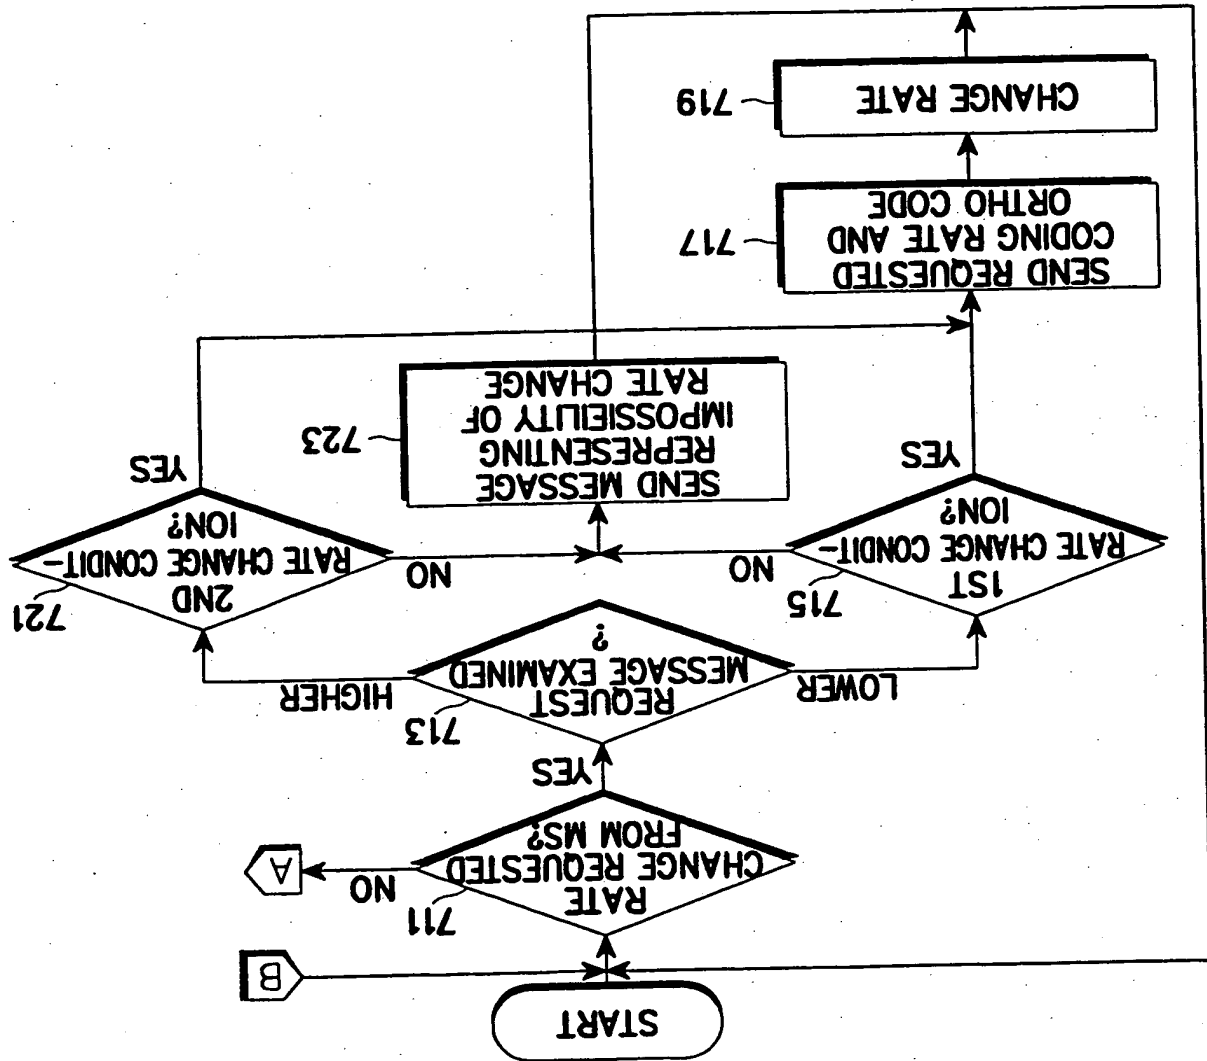 START
B
RATE
CHANGE REQUESTED
FROM MS?
711
NO
A
YES
REQUEST
MESSAGE EXAMINED
?
713
LOWER
HIGHER
1ST
RATE CHANGE CONDIT-
ION?
715
NO
YES
2ND
RATE CHANGE CONDIT-
ION?
721
NO
YES
SEND MESSAGE
REPRESENTING
IMPOSSIEILITY OF
RATE CHANGE
723
SEND REQUESTED
CODING RATE AND
ORTHO CODE
717
CHANGE RATE
719